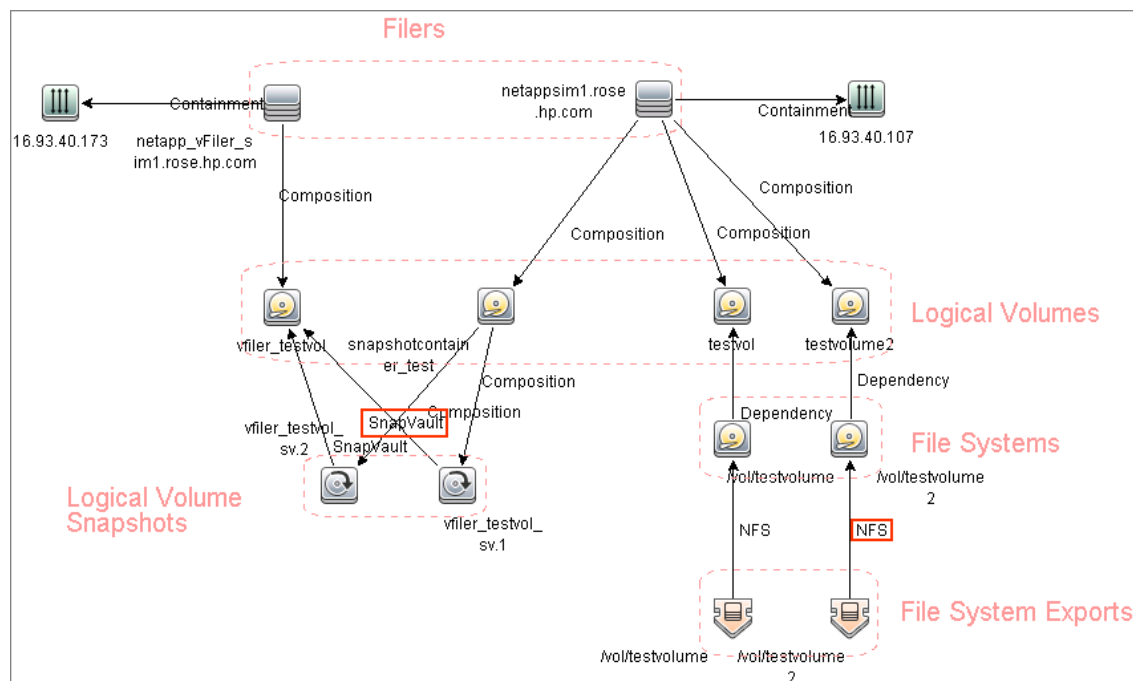 Filers
netappsim1.rose
.hp.com
Containment
Containment
16.93.40.173
netapp_vFiler_s
im1.rose.hp.com
16.93.40.107
Composition
Composition
Composition
Composition
Logical Volumes
vfiler_testvol
snapshotcontain
er_test
testvol
testvolume2
Composition
Dependency
Composition
Dependency
SnapVault
vfiler_testvol_
sv.2
SnapVault
File Systems
/vol/testvolume
/vol/testvolume
2
Logical Volume
Snapshots
vfiler_testvol_
sv.1
NFS
NFS
File System Exports
/vol/testvolume
/vol/testvolume
2